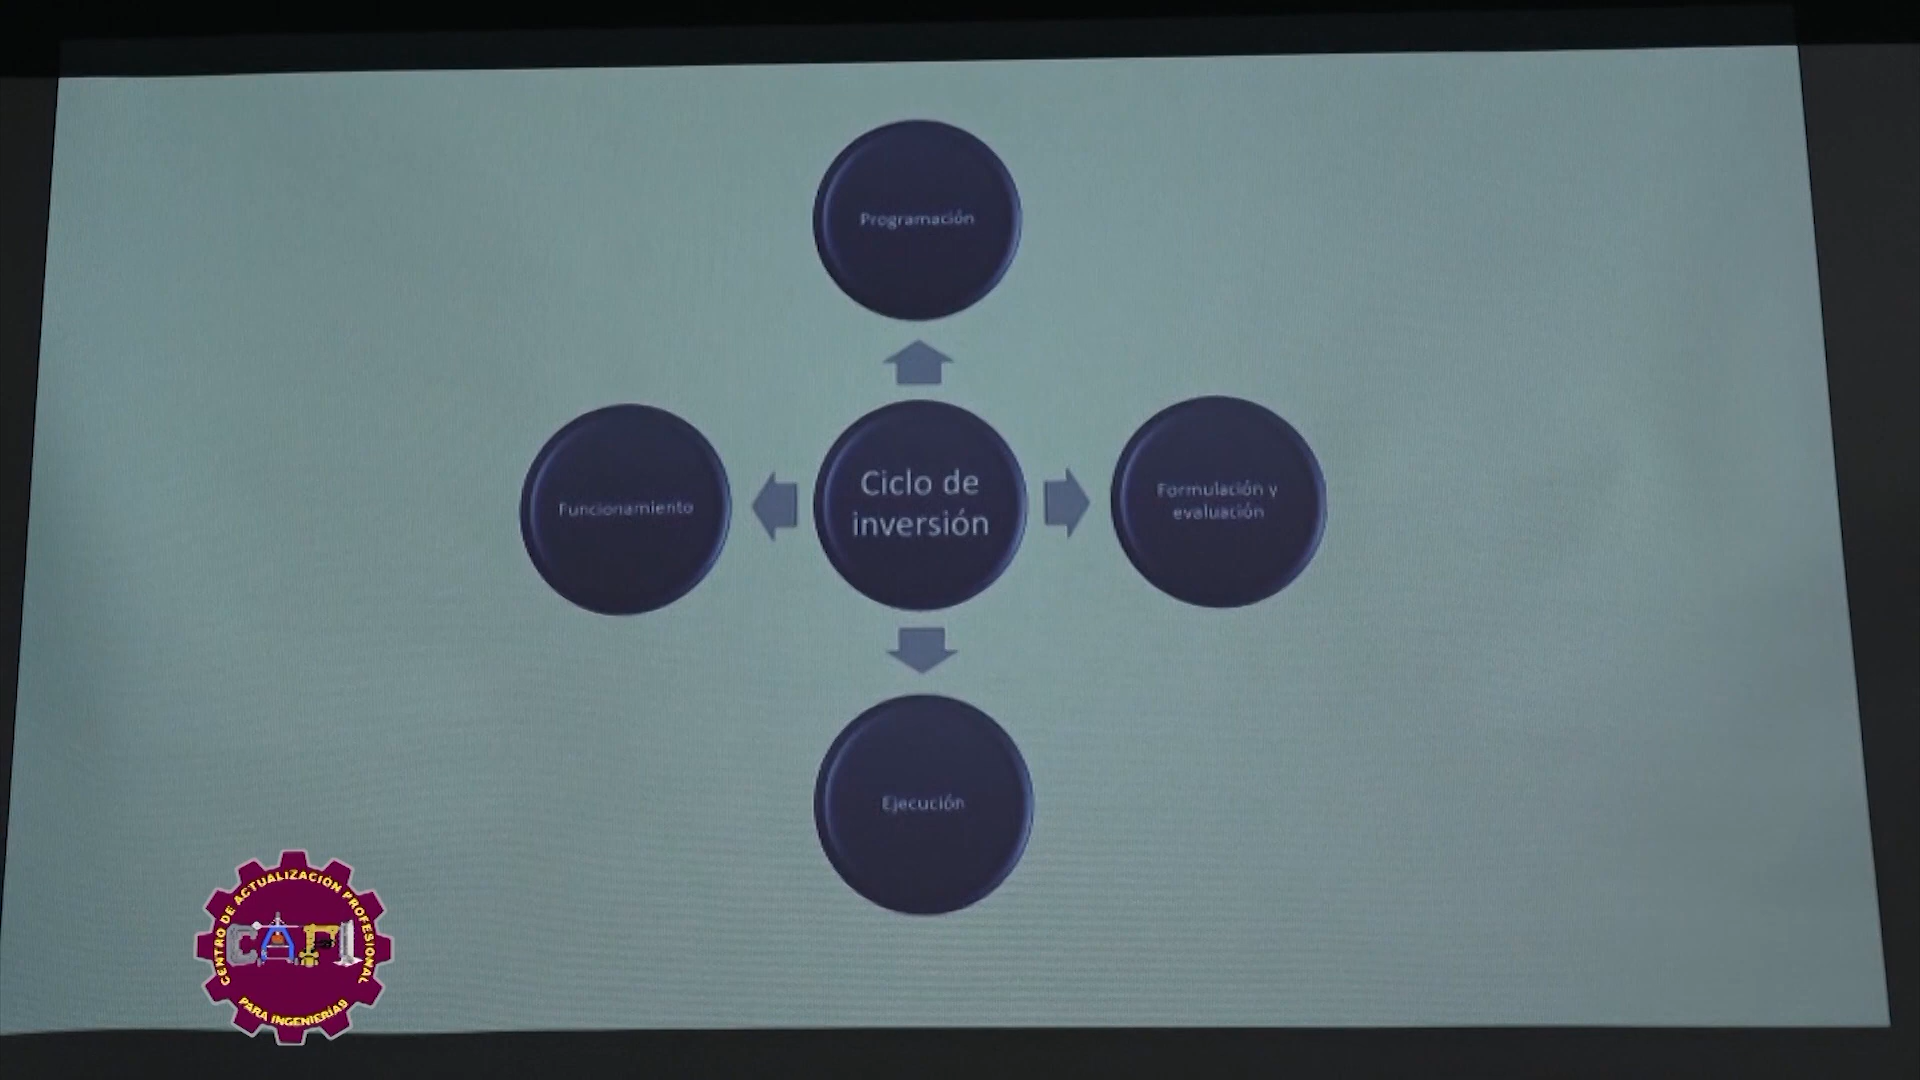 Programación
Funcionamiento
Ciclo de
inversión
Formulación y
evaluación
Ejecución
CENTRO DE ACTUALIZACIÓN PROFESIONAL
CAPI
PARA INGENIERÍAS